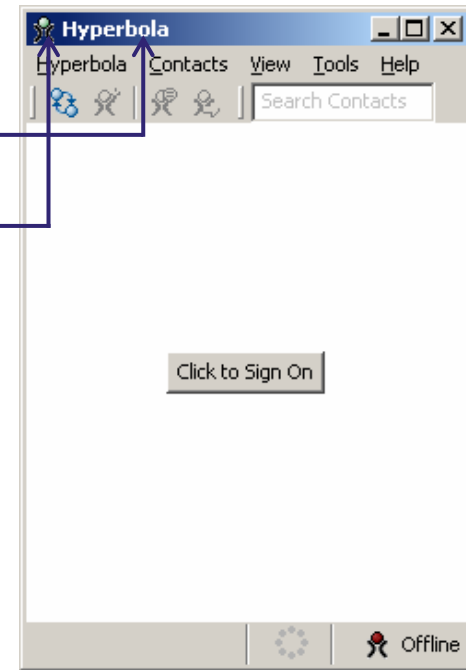 Hyperbola
Hyperbola Contacts View Tools Help
Search Contacts
Click to Sign On
Offline